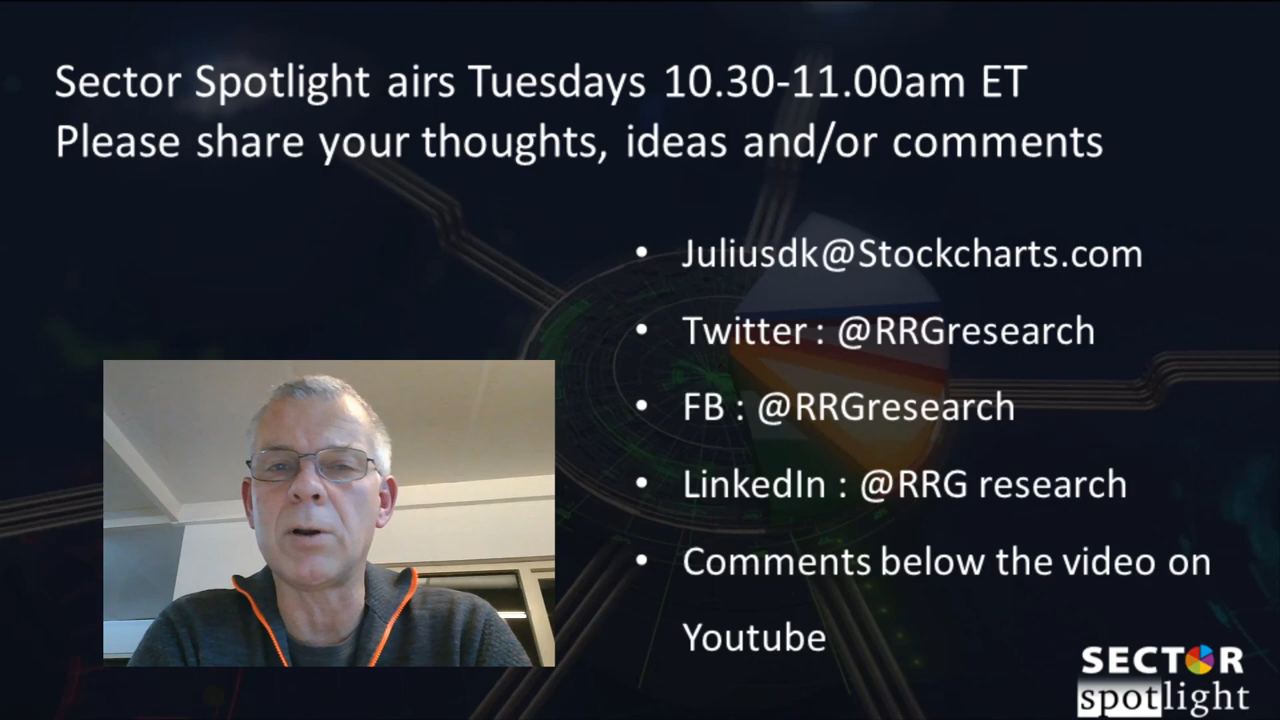 Sector Spotlight airs Tuesdays 10.30-11.00am ET
Please share your thoughts, ideas and/or comments
• Juliusdk@Stockcharts.com
• Twitter : @RRGresearch
• FB : @RRGresearch
• LinkedIn : @RRG research
• Comments below the video on
Youtube
SECTOR
spotlight